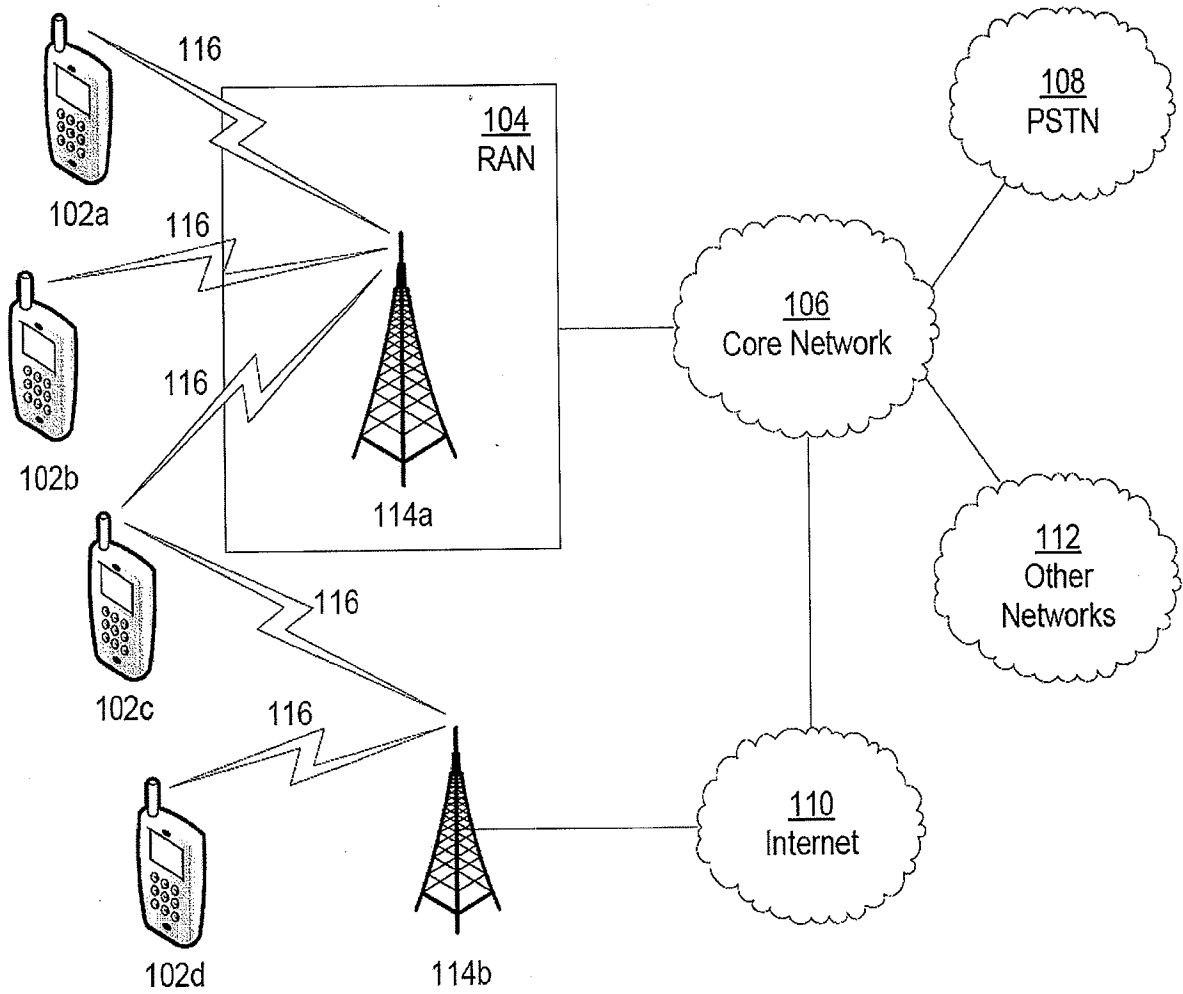 116
104
RAN
108
PSTN
102a
116
106
Core Network
116
102b
114a
112
Other
Networks
116
102c
116
110
Internet
102d
114b